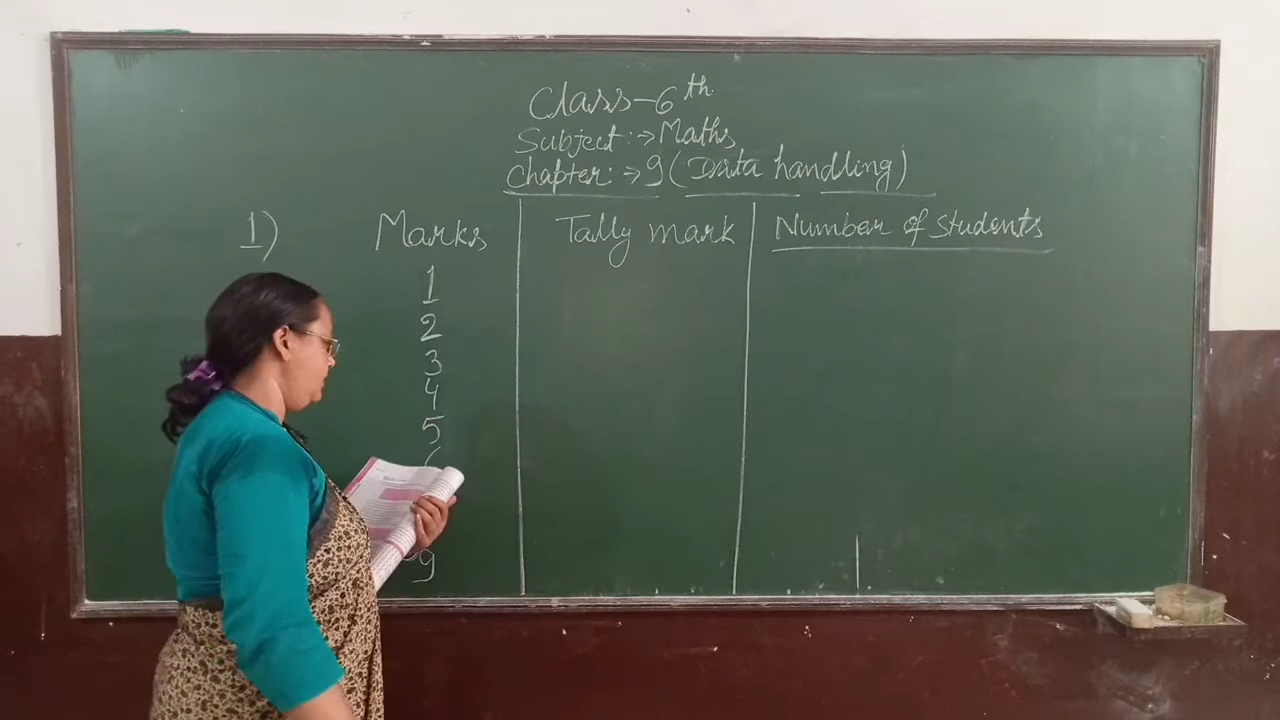 Class-6th
Subject:→Maths
Chapter:→9(Data handling)
1) Marks Tally mark Number of students
1
2
3
4
5
9